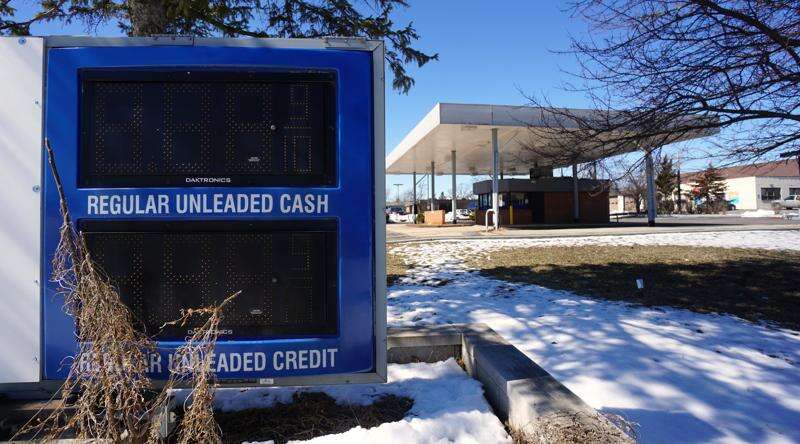 DAKTRONICS
REGULAR UNLEADED CASH
DAKTRONICS
REGULAR UNLEADED CREDIT